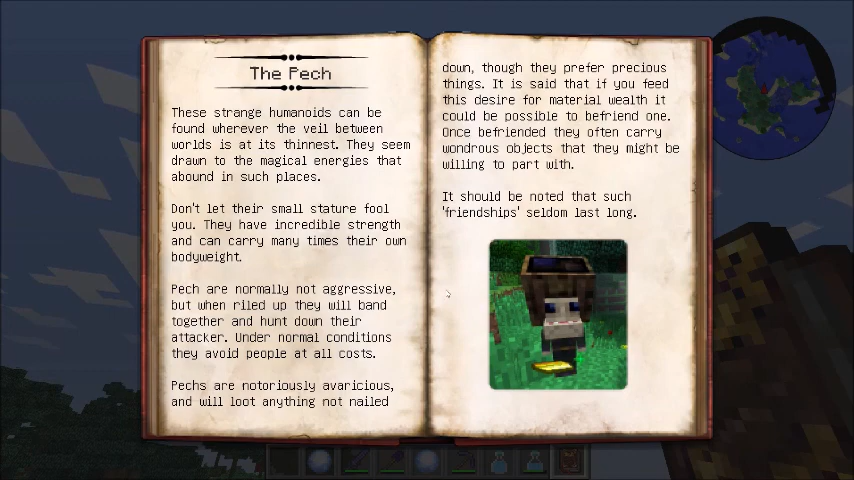 The Pech
These strange humanoids can be
found wherever the veil between
worlds is at its thinnest. They seem
drawn to the magical energies that
abound in such places.
Don't let their small stature fool
you. They have incredible strength
and can carry many times their own
bodyweight.
Pech are normally not aggressive,
but when riled up they will band
together and hunt down their
attacker. Under normal conditions
they avoid people at all costs.
Pechs are notoriously avaricious,
and will loot anything not nailed
down, though they prefer precious
things. It is said that if you feed
this desire for material wealth it
could be possible to befriend one.
Once befriended they often carry
wondrous objects that they might be
willing to part with.
It should be noted that such
'friendships' seldom last long.